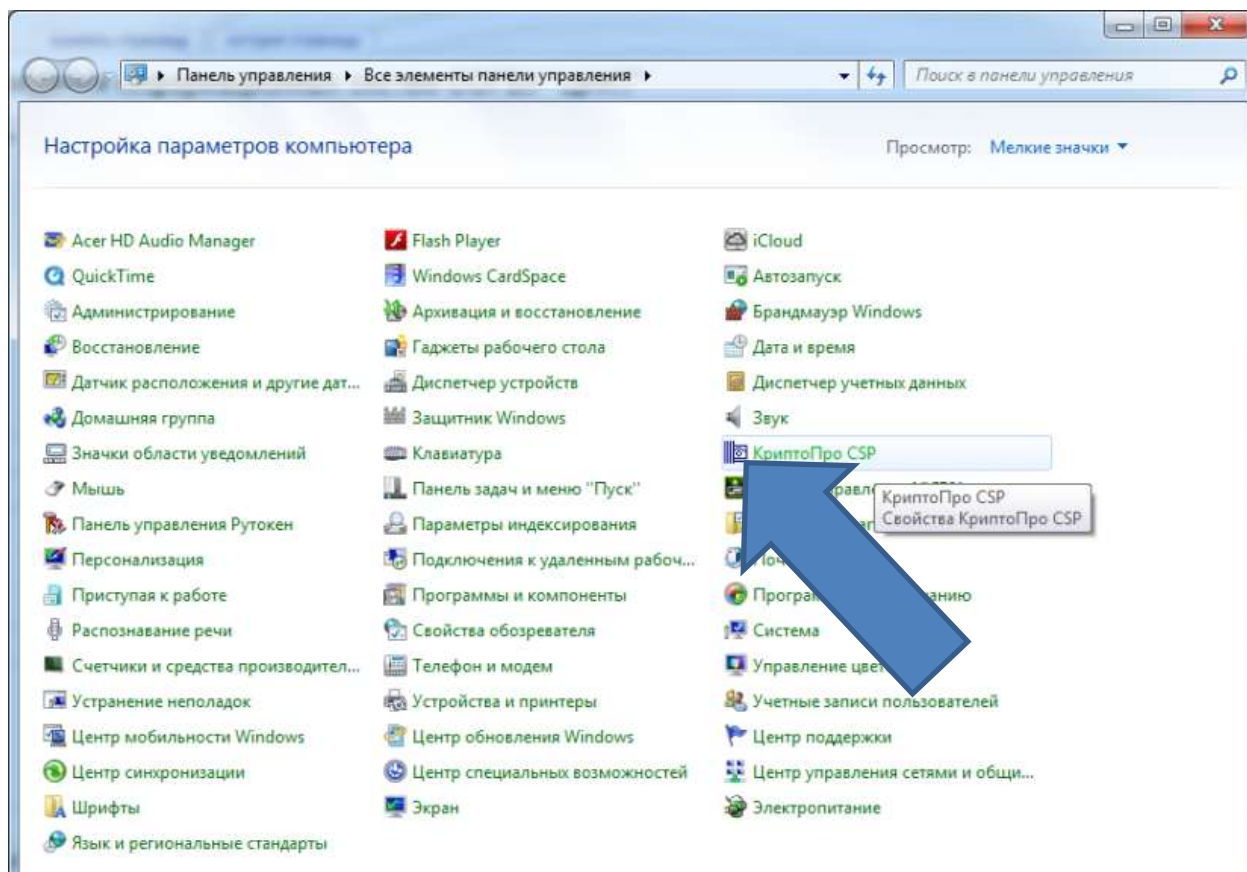 Панель управления ▸ Все элементы панели управления ▸
Поиск в панели управления
Настройка параметров компьютера
Просмотр: Мелкие значки
Acer HD Audio Manager
Flash Player
iCloud
QuickTime
Windows CardSpace
Автозапуск
Администрирование
Архивация и восстановление
Брандмауэр Windows
Восстановление
Гаджеты рабочего стола
Дата и время
Датчик расположения и другие дат...
Диспетчер устройств
Диспетчер учетных данных
Домашняя группа
Защитник Windows
Звук
Значки области уведомлений
Клавиатура
КриптоПро CSP
Мышь
Панель задач и меню "Пуск"
КриптоПро CSP
Свойства КриптоПро CSP
Панель управления Рутокен
Параметры индексирования
Персонализация
Подключения к удаленным рабоч...
Приступая к работе
Программы и компоненты
Распознавание речи
Свойства обозревателя
Система
Счетчики и средства производител...
Телефон и модем
Управление
Устранение неполадок
Устройства и принтеры
Учетные записи пользователей
Центр мобильности Windows
Центр обновления Windows
Центр поддержки
Центр синхронизации
Центр специальных возможностей
Центр управления сетями и общи...
Шрифты
Экран
Электропитание
Язык и региональные стандарты